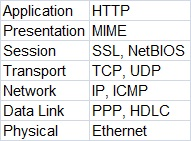 Application HTTP
Presentation MIME
Session SSL, NetBIOS
Transport TCP, UDP
Network IP, ICMP
Data Link PPP, HDLC
Physical Ethernet